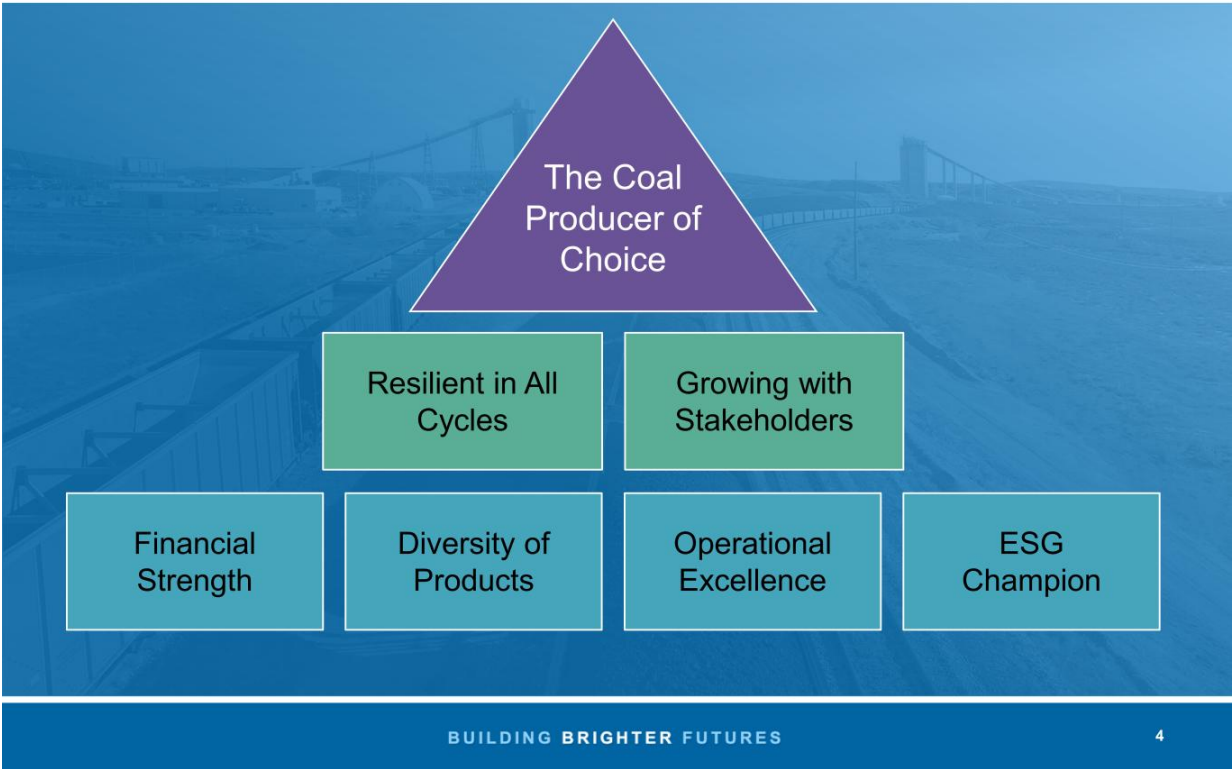 The Coal
Producer of
Choice
Resilient in All
Cycles
Growing with
Stakeholders
Financial
Strength
Diversity of
Products
Operational
Excellence
ESG
Champion
BUILDING BRIGHTER FUTURES
4